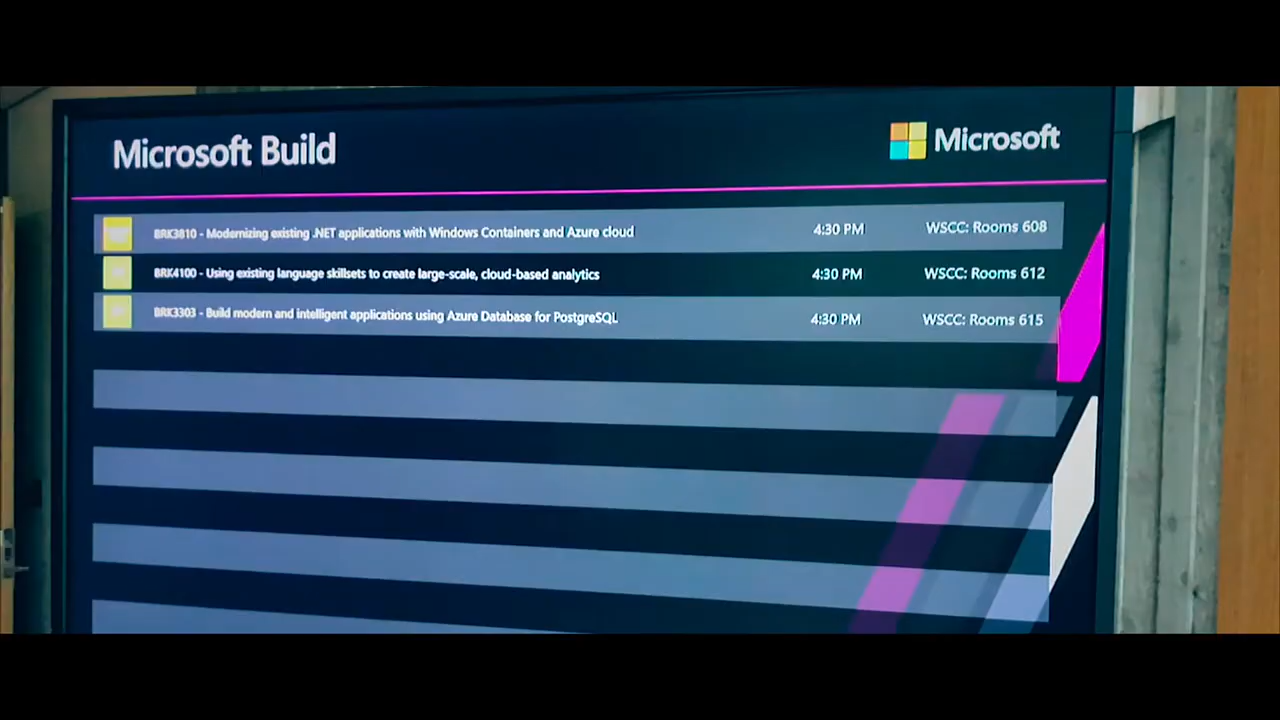 Microsoft Build
Microsoft
BRK3810 - Modernizing existing .NET applications with Windows Containers and Azure cloud 4:30 PM WSCC: Rooms 608
BRK4100 - Using existing language skillsets to create large-scale, cloud-based analytics 4:30 PM WSCC: Rooms 612
BRK3303 - Build modern and intelligent applications using Azure Database for PostgreSQL 4:30 PM WSCC: Rooms 615